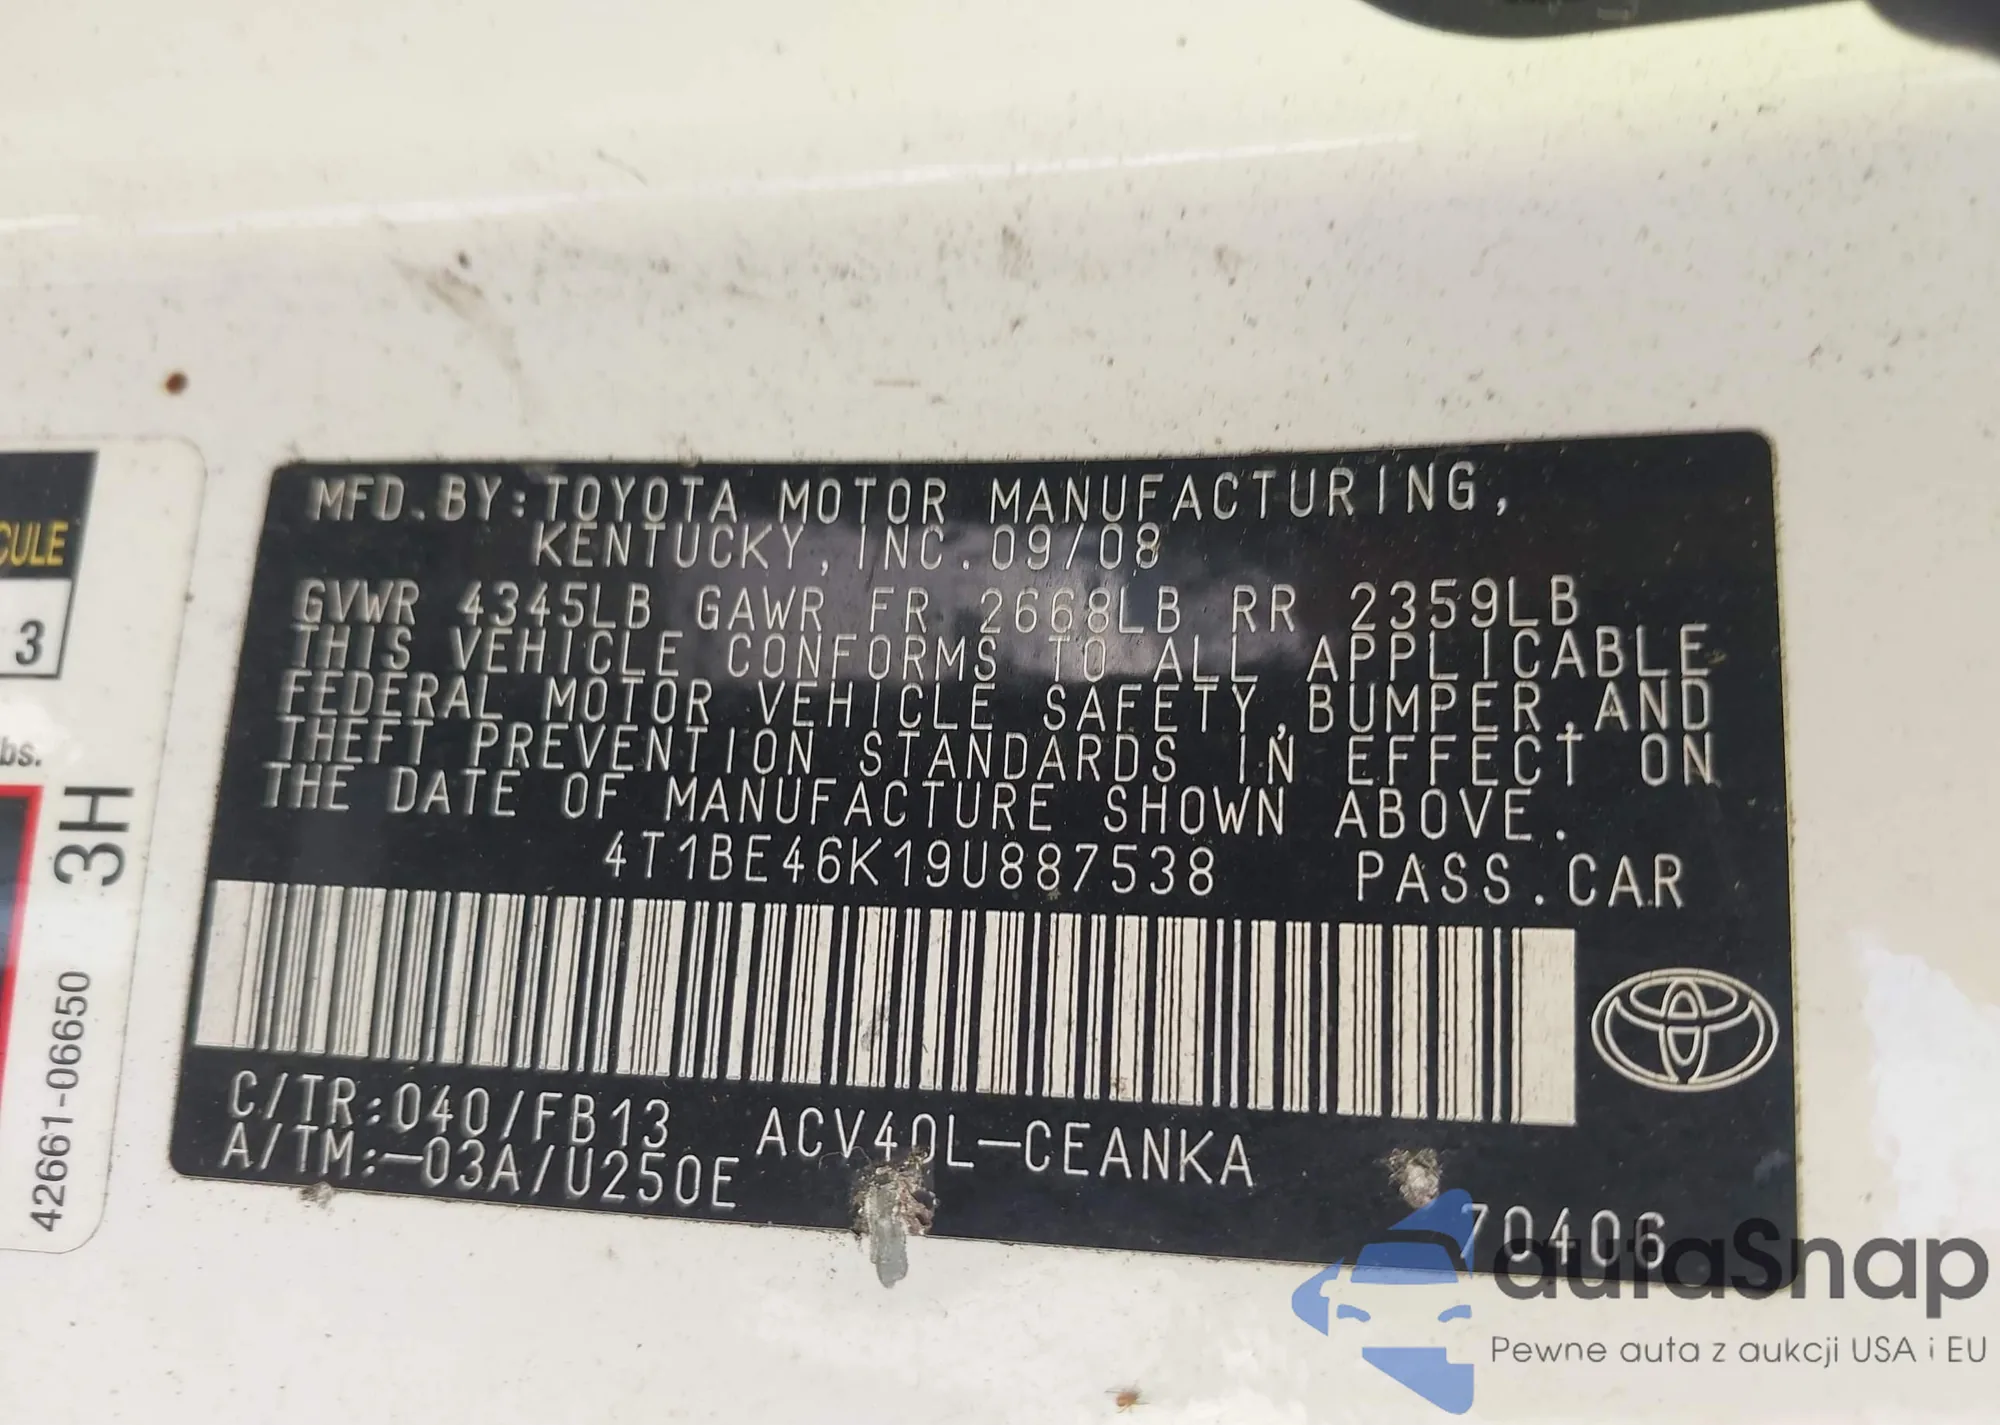 MFD.BY:TOYOTA MOTOR MANUFACTURING,
KENTUCKY, INC.09/08
GVWR 4345LB GAWR FR 2668LB RR 2359LB
THIS VEHICLE CONFORMS TO ALL APPLICABLE
FEDERAL MOTOR VEHICLE SAFETY,BUMPER,AND
THEFT PREVENTION STANDARDS IN EFFECT ON
THE DATE OF MANUFACTURE SHOWN ABOVE.
4T1BE46K19U887538 PASS.CAR
C/TR:040/FB13 ACV40L-CEANKA
A/TM:-03A/U250E
70406
CULE
3
bs.
3H
42661-06650
autoSnap
Pewne auta z aukcji USA i EU